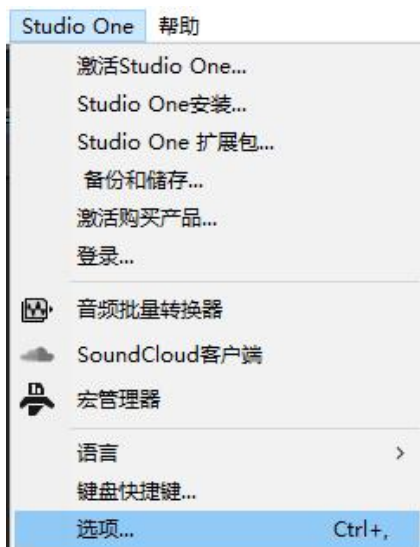 Studio One 帮助
激活Studio One...
Studio One安装...
Studio One 扩展包...
备份和储存...
激活购买产品...
登录...
音频批量转换器
SoundCloud客户端
宏管理器
语言
键盘快捷键...
选项... Ctrl+,